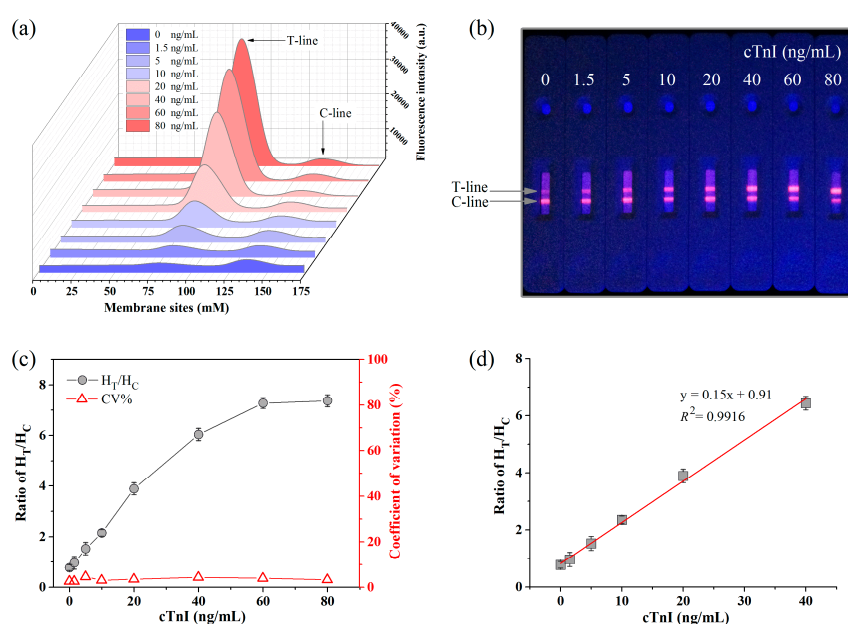 (a)
0 ng/mL
1.5 ng/mL
5 ng/mL
10 ng/mL
20 ng/mL
40 ng/mL
60 ng/mL
80 ng/mL
T-line
C-line
40000
30000
20000
10000
Fluorescence intensity (a.u.)
0 25 50 75 100 125 150 175
Membrane sites (mM)
(b)
cTnI (ng/mL)
0 1.5 5 10 20 40 60 80
T-line
C-line
(c)
H_T/H_C
CV%
8
6
4
2
0
Ratio of H_T/H_C
100
80
60
40
20
0
Coefficient of variation (%)
0 10 20 30 40 50 60 70 80
cTnI (ng/mL)
(d)
y = 0.15x + 0.91
R² = 0.9916
8
6
4
2
0
Ratio of H_T/H_C
0 10 20 30 40
cTnI (ng/mL)